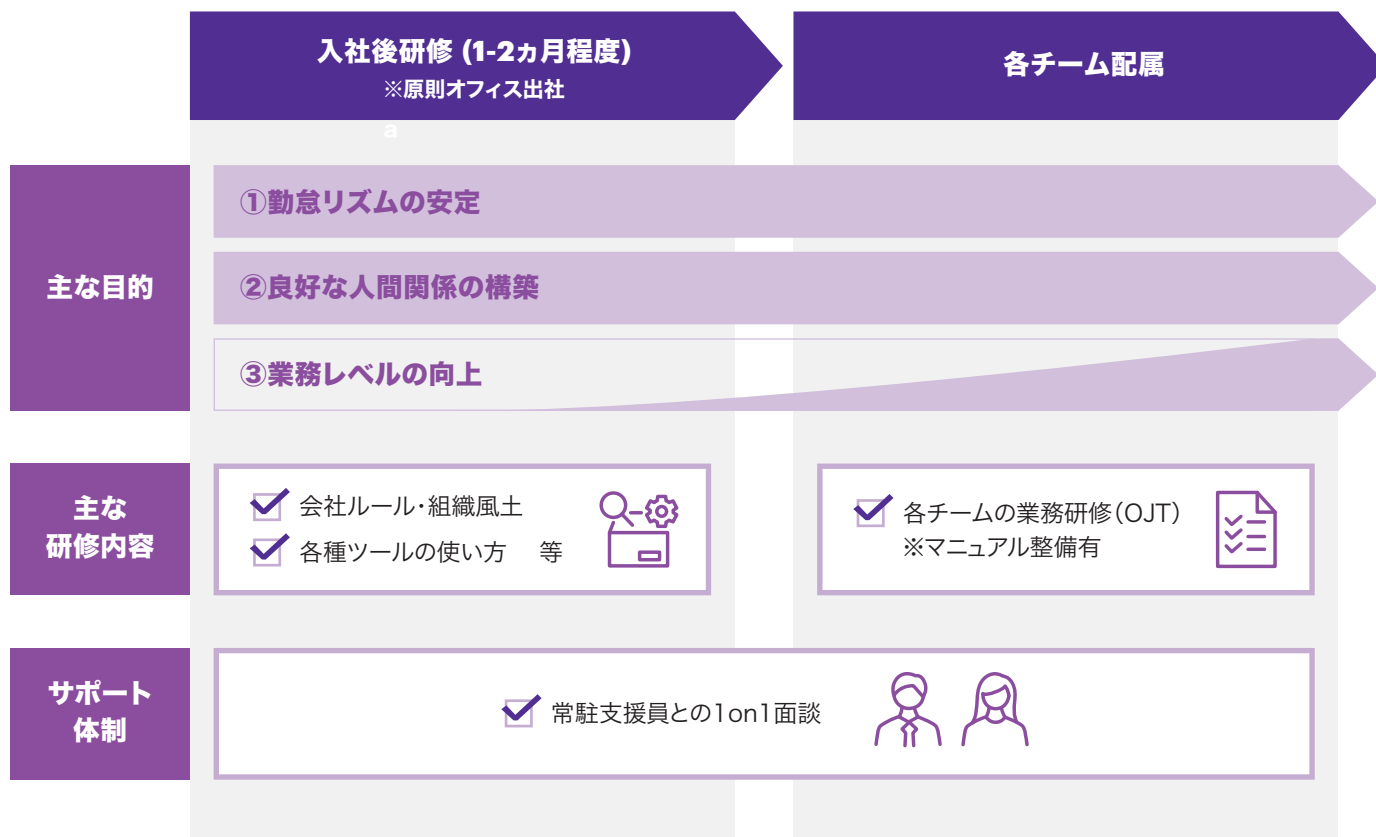 入社後研修 (1-2ヵ月程度)
※原則オフィス出社
a
各チーム配属
主な目的
①勤怠リズムの安定
②良好な人間関係の構築
③業務レベルの向上
主な
研修内容
会社ルール・組織風土
各種ツールの使い方 等
各チームの業務研修(OJT)
※マニュアル整備有
サポート
体制
常駐支援員との1on1面談